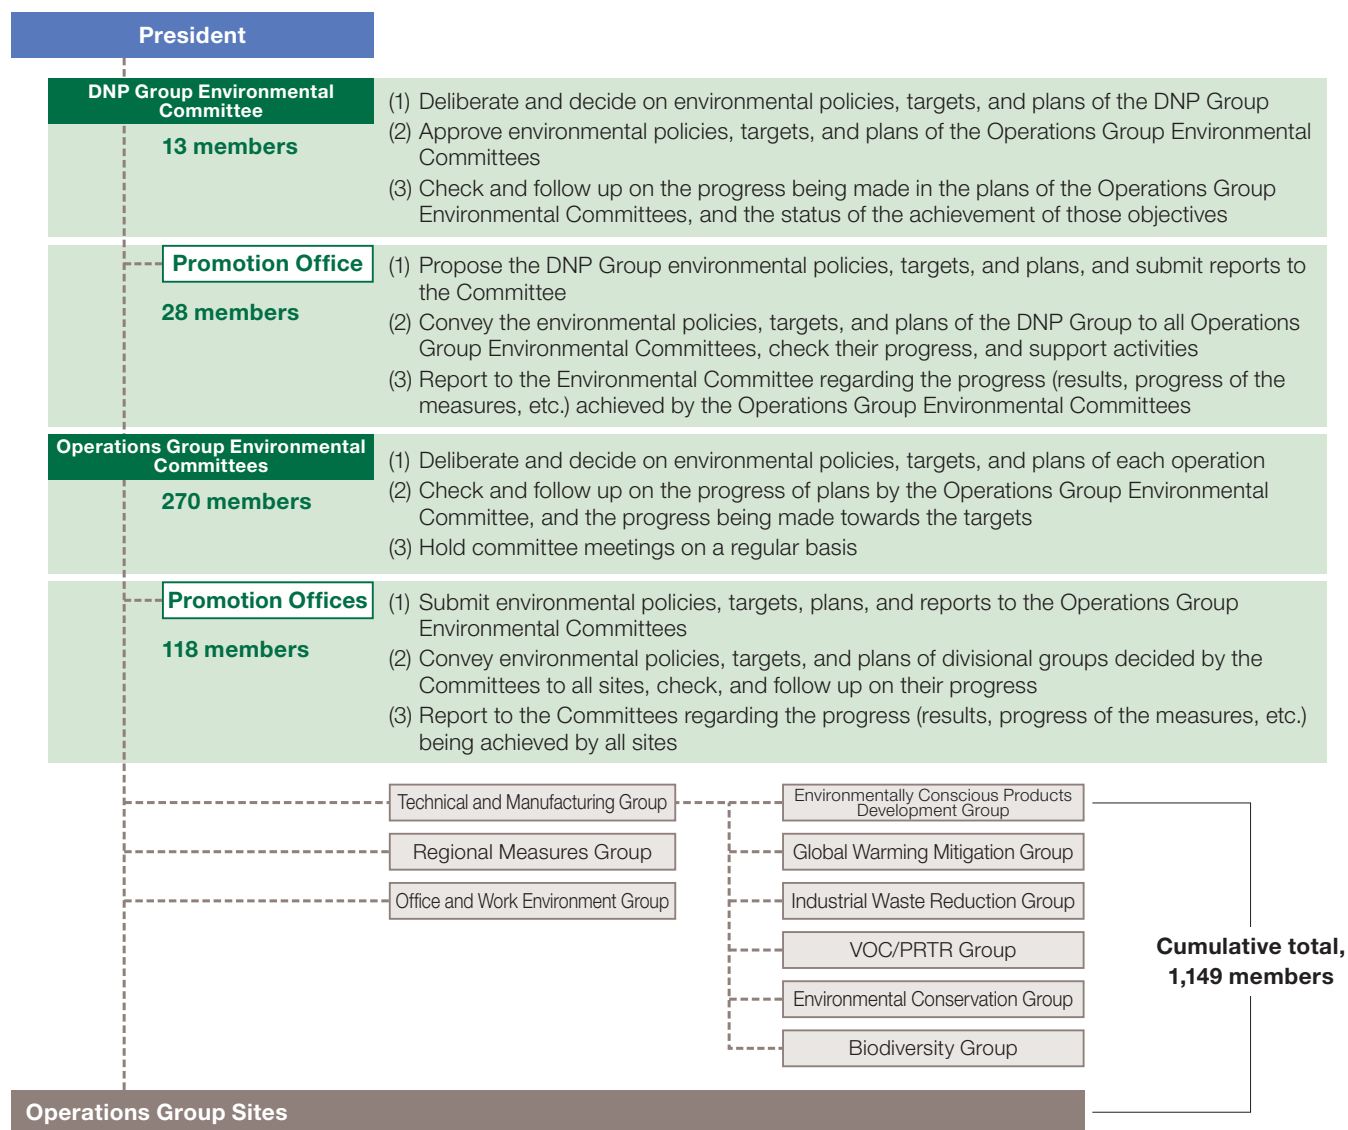 President
DNP Group Environmental
Committee
13 members
(1) Deliberate and decide on environmental policies, targets, and plans of the DNP Group
(2) Approve environmental policies, targets, and plans of the Operations Group Environmental
Committees
(3) Check and follow up on the progress being made in the plans of the Operations Group
Environmental Committees, and the status of the achievement of those objectives
Promotion Office
28 members
(1) Propose the DNP Group environmental policies, targets, and plans, and submit reports to
the Committee
(2) Convey the environmental policies, targets, and plans of the DNP Group to all Operations
Group Environmental Committees, check their progress, and support activities
(3) Report to the Environmental Committee regarding the progress (results, progress of the
measures, etc.) achieved by the Operations Group Environmental Committees
Operations Group Environmental
Committees
270 members
(1) Deliberate and decide on environmental policies, targets, and plans of each operation
(2) Check and follow up on the progress of plans by the Operations Group Environmental
Committee, and the progress being made towards the targets
(3) Hold committee meetings on a regular basis
Promotion Offices
118 members
(1) Submit environmental policies, targets, plans, and reports to the Operations Group
Environmental Committees
(2) Convey environmental policies, targets, and plans of divisional groups decided by the
Committees to all sites, check, and follow up on their progress
(3) Report to the Committees regarding the progress (results, progress of the measures, etc.)
being achieved by all sites
Technical and Manufacturing Group
Regional Measures Group
Office and Work Environment Group
Environmentally Conscious Products
Development Group
Global Warming Mitigation Group
Industrial Waste Reduction Group
VOC/PRTR Group
Environmental Conservation Group
Biodiversity Group
Cumulative total,
1,149 members
Operations Group Sites